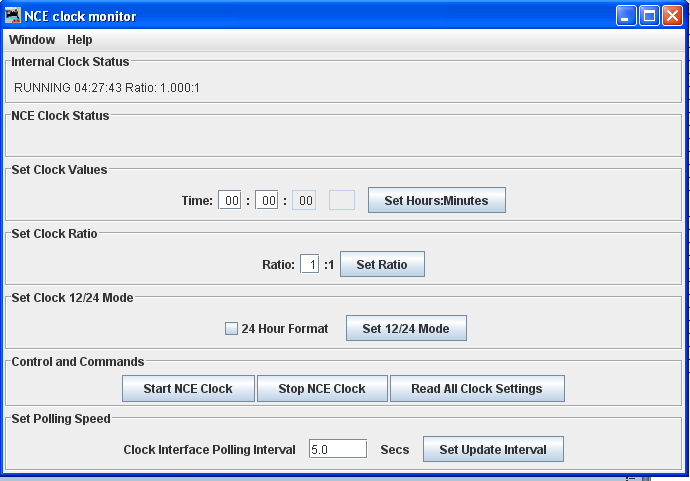 NCE clock monitor
Window Help
Internal Clock Status
RUNNING 04:27:43 Ratio: 1.000:1
NCE Clock Status
Set Clock Values
Time: 00 : 00 : 00 Set Hours:Minutes
Set Clock Ratio
Ratio: 1 :1 Set Ratio
Set Clock 12/24 Mode
24 Hour Format Set 12/24 Mode
Control and Commands
Start NCE Clock Stop NCE Clock Read All Clock Settings
Set Polling Speed
Clock Interface Polling Interval 5.0 Secs Set Update Interval